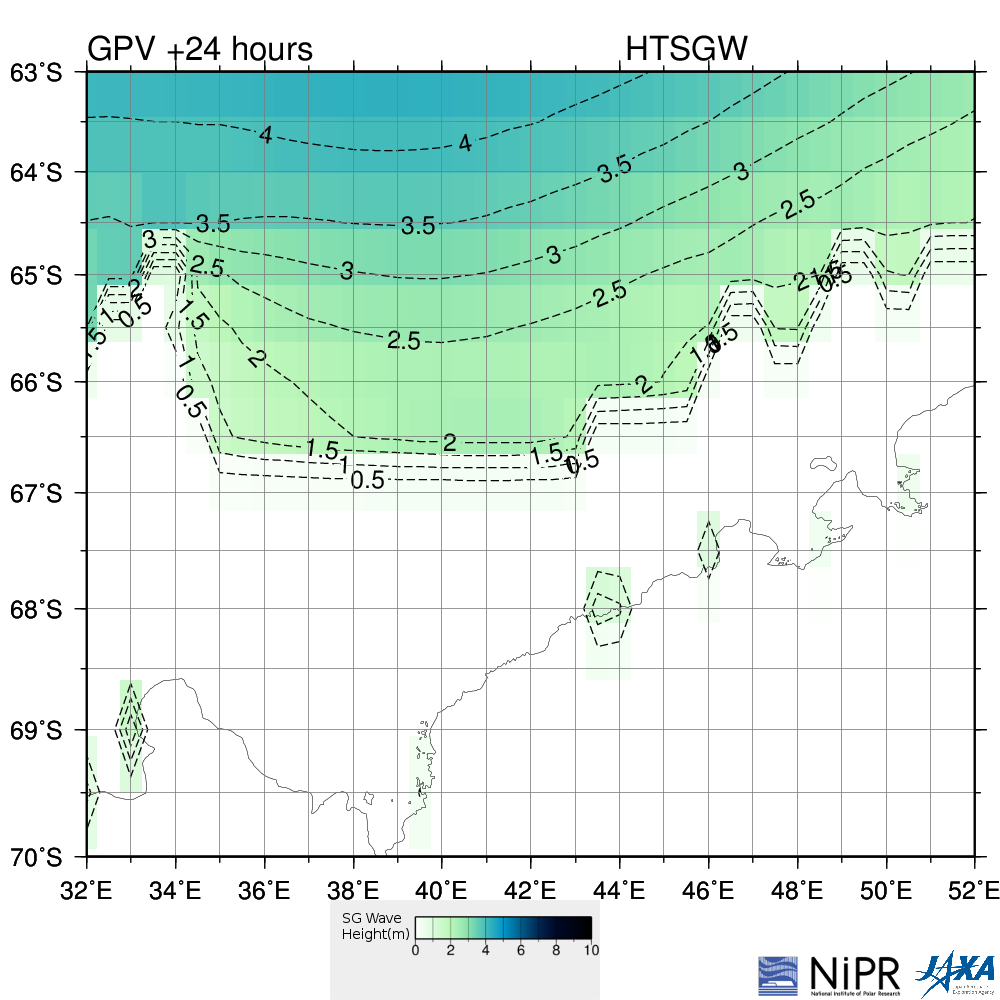 GPV +24 hours HTSGW
63°S
64°S
65°S
66°S
67°S
68°S
69°S
70°S
4 4
3.5 3 2.5
3.5 3.5
3 3 3
2.5 2.5 2.5
2 1 0.5 1.5
1.5 1 0.5 2
2 1.5 0.5
2 0.5
1.5 1 0.5 2 1.5 0.5
32°E 34°E 36°E 38°E 40°E 42°E 44°E 46°E 48°E 50°E 52°E
SG Wave
Height(m)
0 2 4 6 8 10
NiPR
National Institute of Polar Research
JAXA
Japan Aerospace Exploration Agency